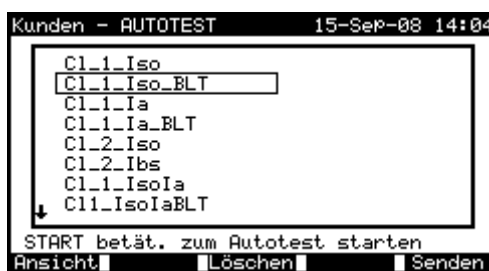 Kunden - AUTOTEST 15-Sep-08 14:04
Cl_1_Iso
Cl_1_Iso_BLT
Cl_1_Ia
Cl_1_Ia_BLT
Cl_2_Iso
Cl_2_Ibs
Cl_1_IsoIa
Cl1_IsoIaBLT
START betät. zum Autotest starten
Ansicht Löschen Senden